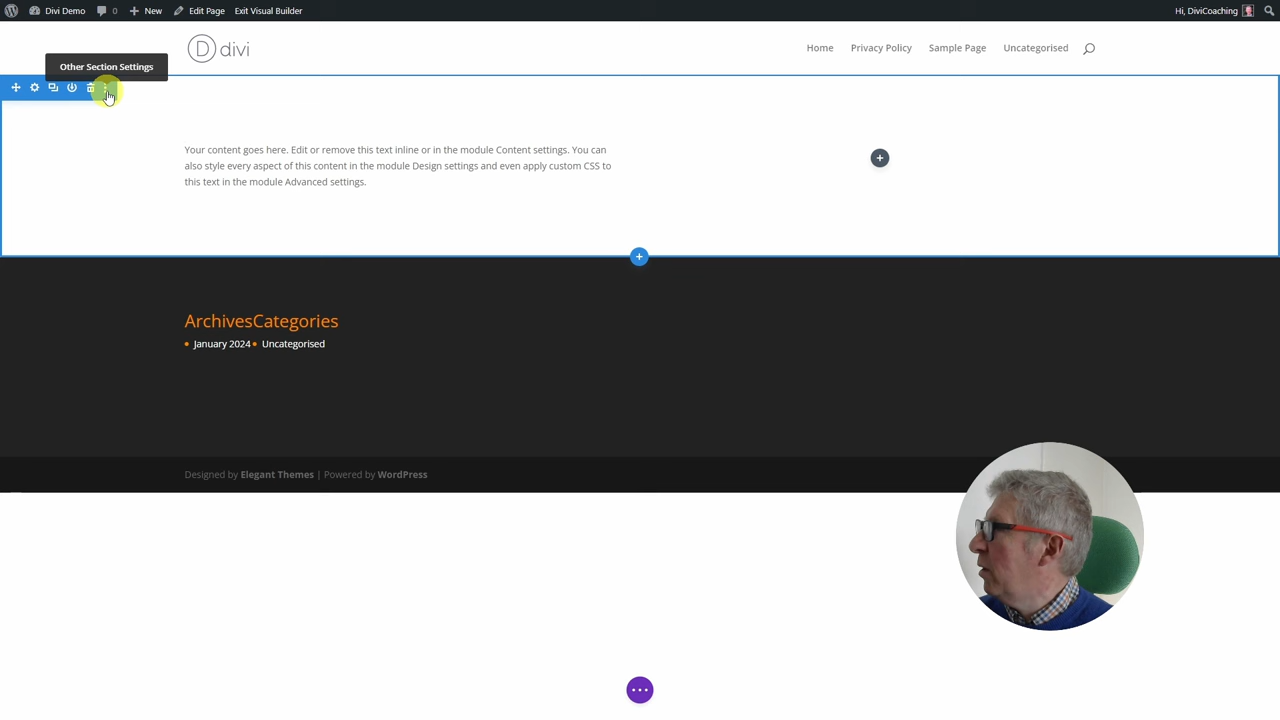 Divi Demo 0 New Edit Page Exit Visual Builder Hi, DiviCoaching
D divi Home Privacy Policy Sample Page Uncategorised
Other Section Settings
Your content goes here. Edit or remove this text inline or in the module Content settings. You can
also style every aspect of this content in the module Design settings and even apply custom CSS to
this text in the module Advanced settings.
ArchivesCategories
January 2024 Uncategorised
Designed by Elegant Themes | Powered by WordPress